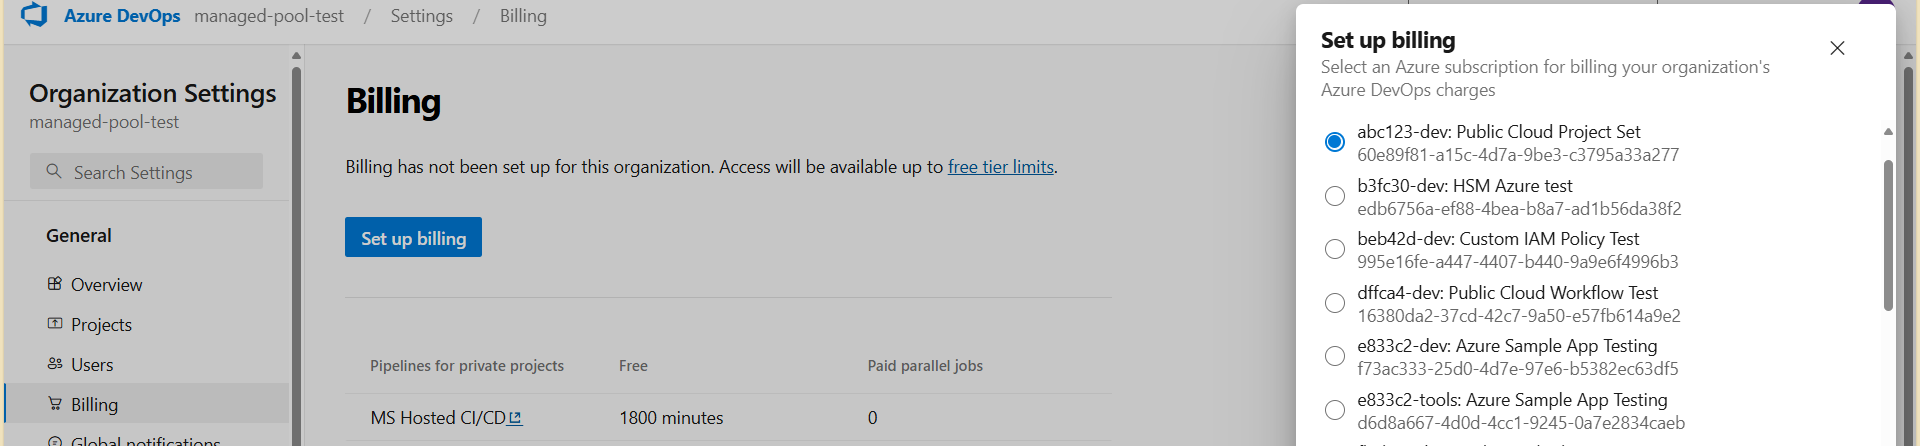 Azure DevOps managed-pool-test / Settings / Billing
Organization Settings
managed-pool-test
Search Settings
General
Overview
Projects
Users
Billing
Global notifications
Billing
Billing has not been set up for this organization. Access will be available up to free tier limits.
Set up billing
Pipelines for private projects Free Paid parallel jobs
MS Hosted CI/CD 1800 minutes 0
Set up billing
Select an Azure subscription for billing your organization's
Azure DevOps charges
abc123-dev: Public Cloud Project Set
60e89f81-a15c-4d7a-9be3-c3795a33a277
b3fc30-dev: HSM Azure test
edb6756a-ef88-4bea-b8a7-ad1b56da38f2
beb42d-dev: Custom IAM Policy Test
995e16fe-a447-4407-b440-9a9e6f4996b3
dffca4-dev: Public Cloud Workflow Test
16380da2-37cd-42c7-9a50-e57fb614a9e2
e833c2-dev: Azure Sample App Testing
f73ac333-25d0-4d7e-97e6-b5382ec63df5
e833c2-tools: Azure Sample App Testing
d6d8a667-4d0d-4cc1-9245-0a7e2834caeb